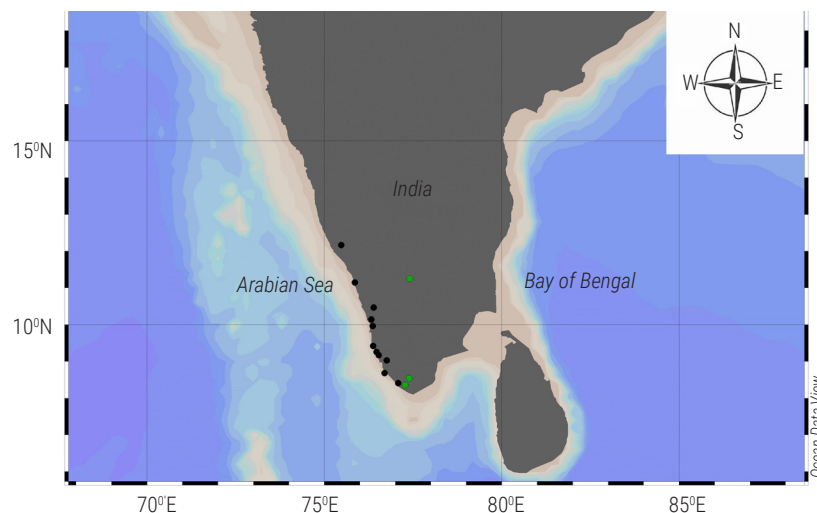 N
W E
S
15⁰N
India
Arabian Sea
Bay of Bengal
10⁰N
Ocean Data View
70⁰E 75⁰E 80⁰E 85⁰E